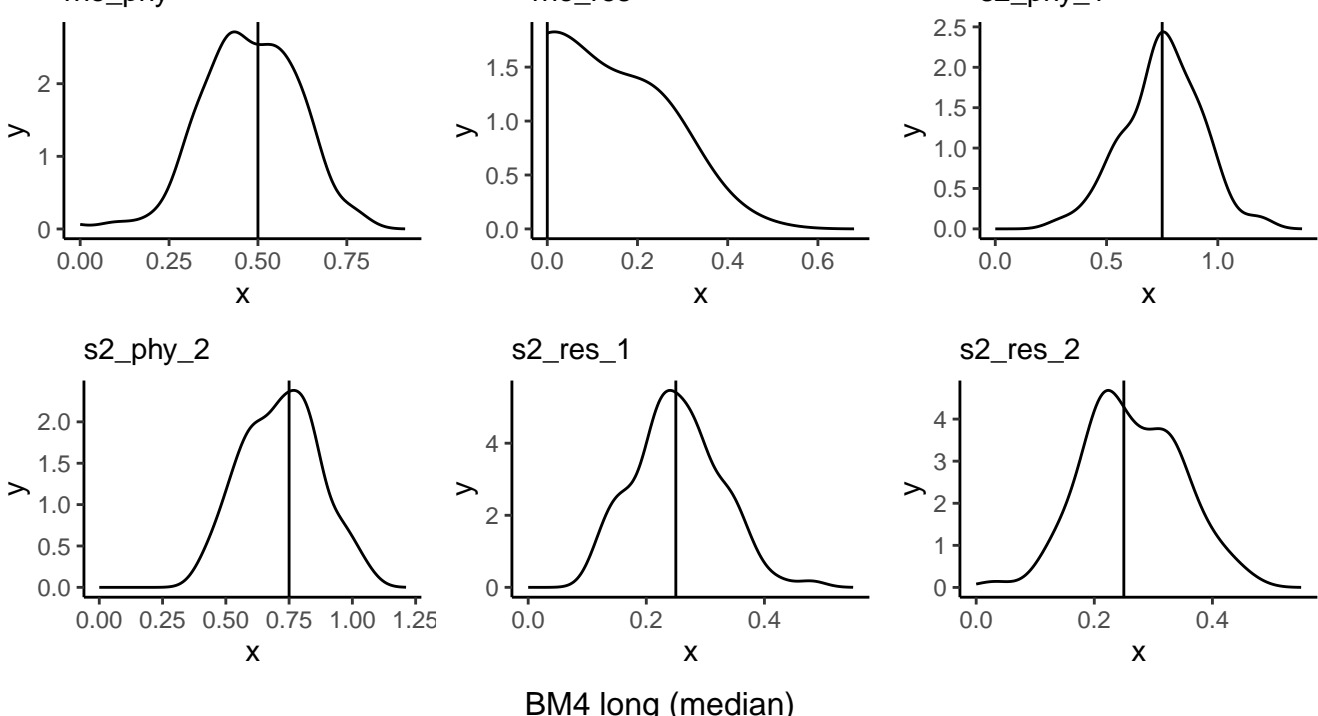 rho_phy rho_res s2_phy_1
2 1 0 y 0.00 0.25 0.50 0.75 x
1.5 1.0 0.5 0.0 y 0.0 0.2 0.4 0.6 x
2.5 2.0 1.5 1.0 0.5 0.0 y 0.0 0.5 1.0 x
s2_phy_2 s2_res_1 s2_res_2
2.0 1.5 1.0 0.5 0.0 y 0.00 0.25 0.50 0.75 1.00 1.25 x
4 2 0 y 0.0 0.2 0.4 x
4 3 2 1 0 y 0.0 0.2 0.4 x
BM4 long (median)